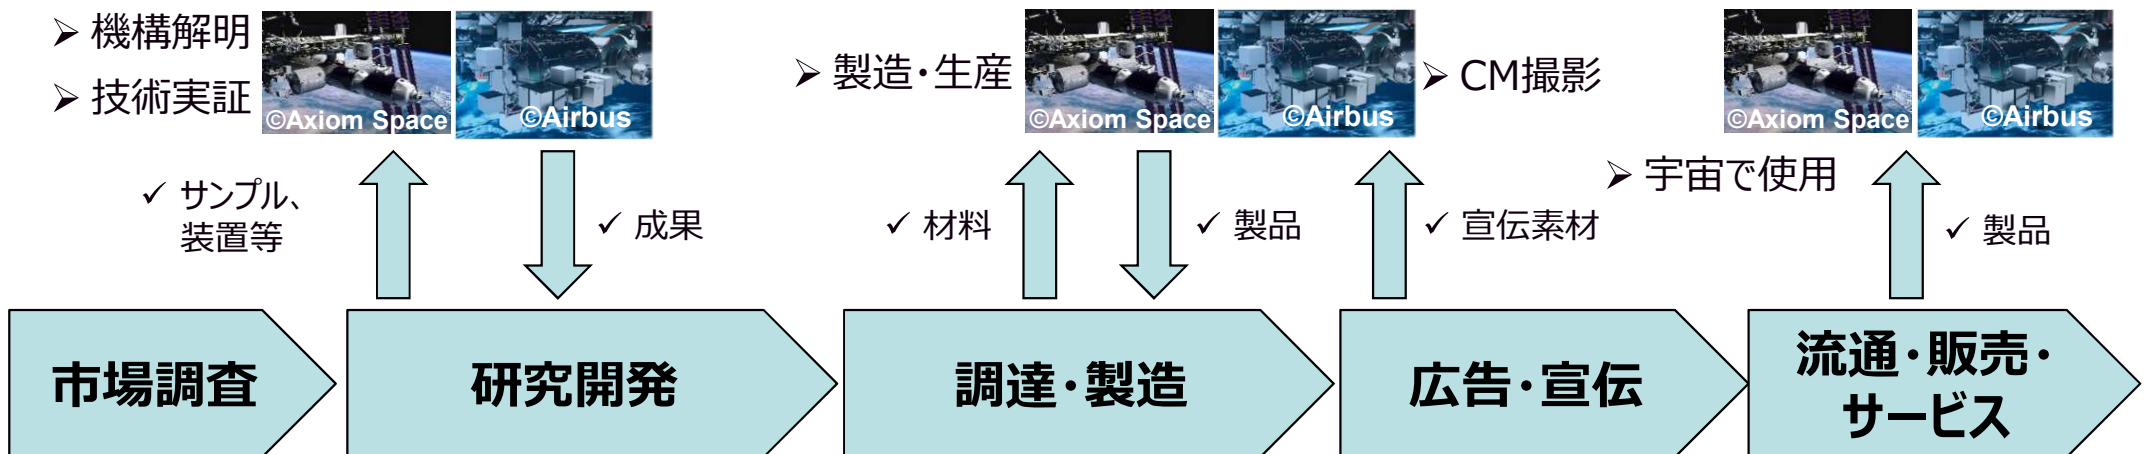 ➢ 機構解明
➢ 技術実証
©Axiom Space
©Airbus
✓ サンプル、
装置等
✓ 成果
➢ 製造・生産
©Axiom Space
©Airbus
➢ CM撮影
✓ 材料
✓ 製品
✓ 宣伝素材
©Axiom Space
©Airbus
➢ 宇宙で使用
✓ 製品
市場調査
研究開発
調達・製造
広告・宣伝
流通・販売・
サービス